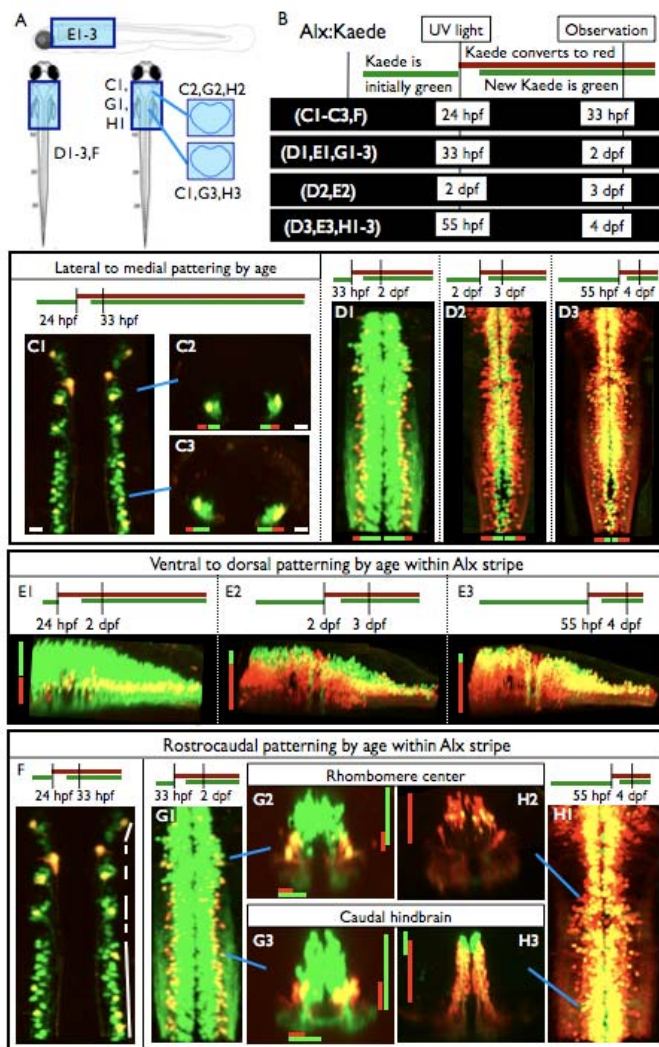 A
E1-3
C1,
G1,
H1
C2,G2,H2
D1-3,F
C1,G3,H3
B
Alx:Kaede
UV light
Observation
Kaede is
initially green
Kaede converts to red
New Kaede is green
(C1-C3,F)
24 hpf
33 hpf
(D1,E1,G1-3)
33 hpf
2 dpf
(D2,E2)
2 dpf
3 dpf
(D3,E3,H1-3)
55 hpf
4 dpf
Lateral to medial pattering by age
24 hpf
33 hpf
C1
C2
C3
33 hpf
2 dpf
D1
2 dpf
3 dpf
D2
55 hpf
4 dpf
D3
Ventral to dorsal patterning by age within Alx stripe
E1
24 hpf
2 dpf
E2
2 dpf
3 dpf
E3
55 hpf
4 dpf
Rostrocaudal patterning by age within Alx stripe
F
24 hpf
33 hpf
33 hpf
2 dpf
G1
Rhombomere center
G2
H2
Caudal hindbrain
G3
H3
55 hpf
4 dpf
H1